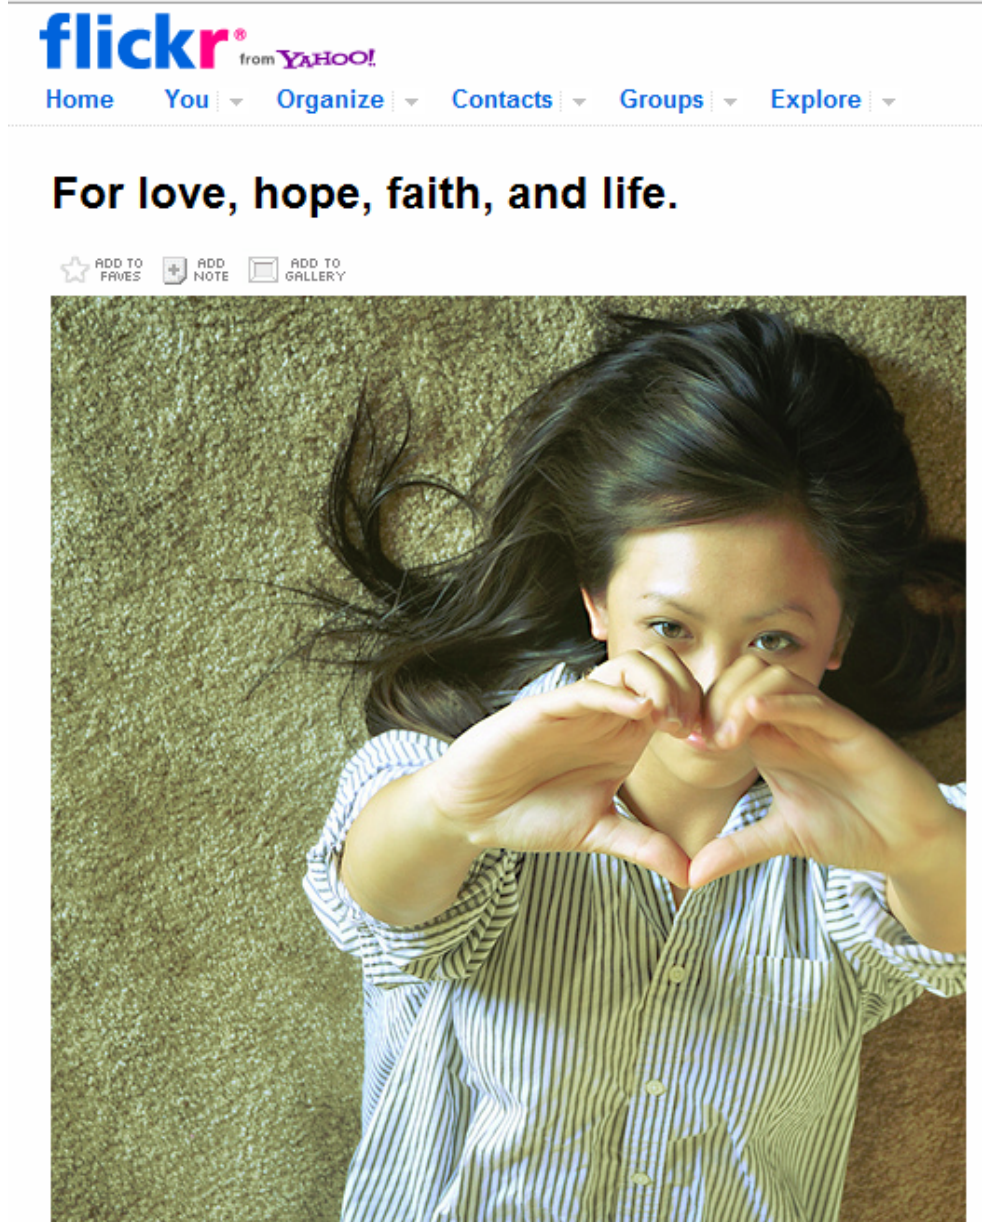 flickr® from YAHOO!
Home You Organize Contacts Groups Explore
For love, hope, faith, and life.
ADD TO FAVES ADD NOTE ADD TO GALLERY